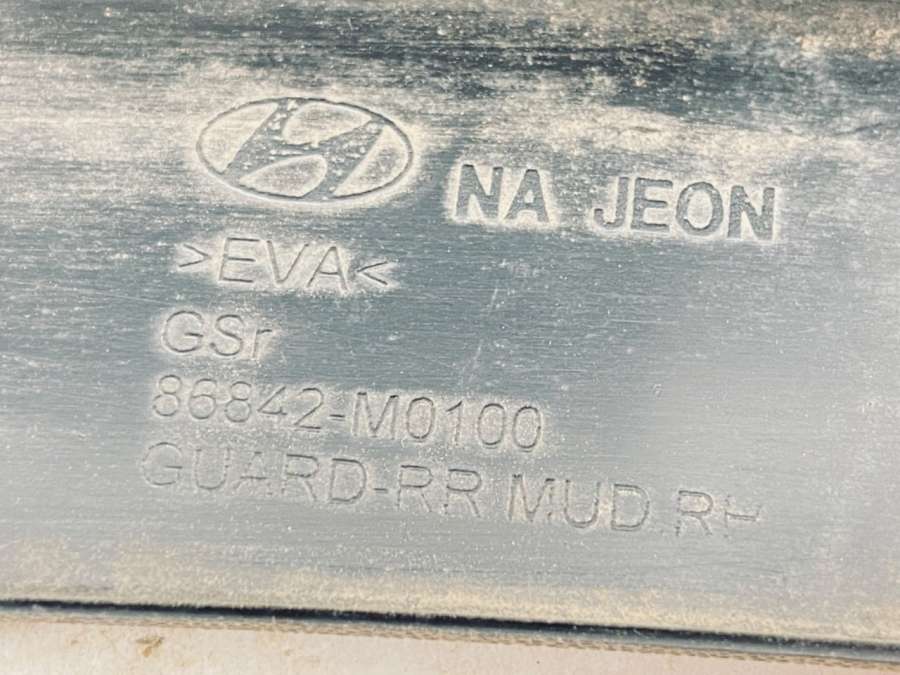 NA JEON
>EVA<
GSr
86842-M0100
GUARD-RR MUD.RH